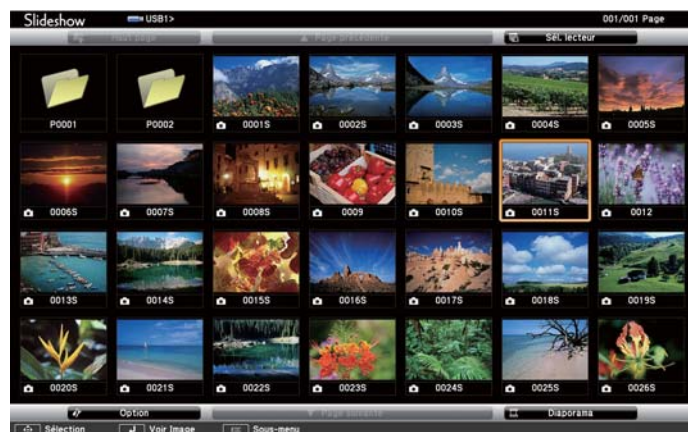 Slideshow USB1> 001/001 Page
Haut page Page précédente Sél. lecteur
P0001 P0002 0001S 0002S 0003S 0004S 0005S
0006S 0007S 0008S 0009 0010S 0011S 0012
0013S 0014S 0015S 0016S 0017S 0018S 0019S
0020S 0021S 0022S 0023S 0024S 0025S 0026S
Option Page suivante Diaporama
Sélection Voir Image Sous-menu